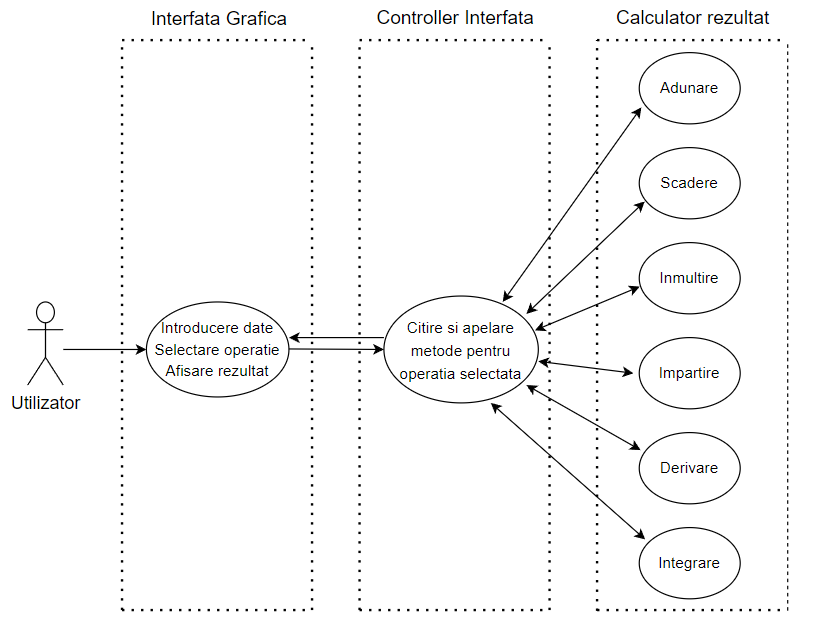 Interfata Grafica
Controller Interfata
Calculator rezultat
Utilizator
Introducere date
Selectare operatie
Afisare rezultat
Citire si apelare
metode pentru
operatia selectata
Adunare
Scadere
Inmultire
Impartire
Derivare
Integrare